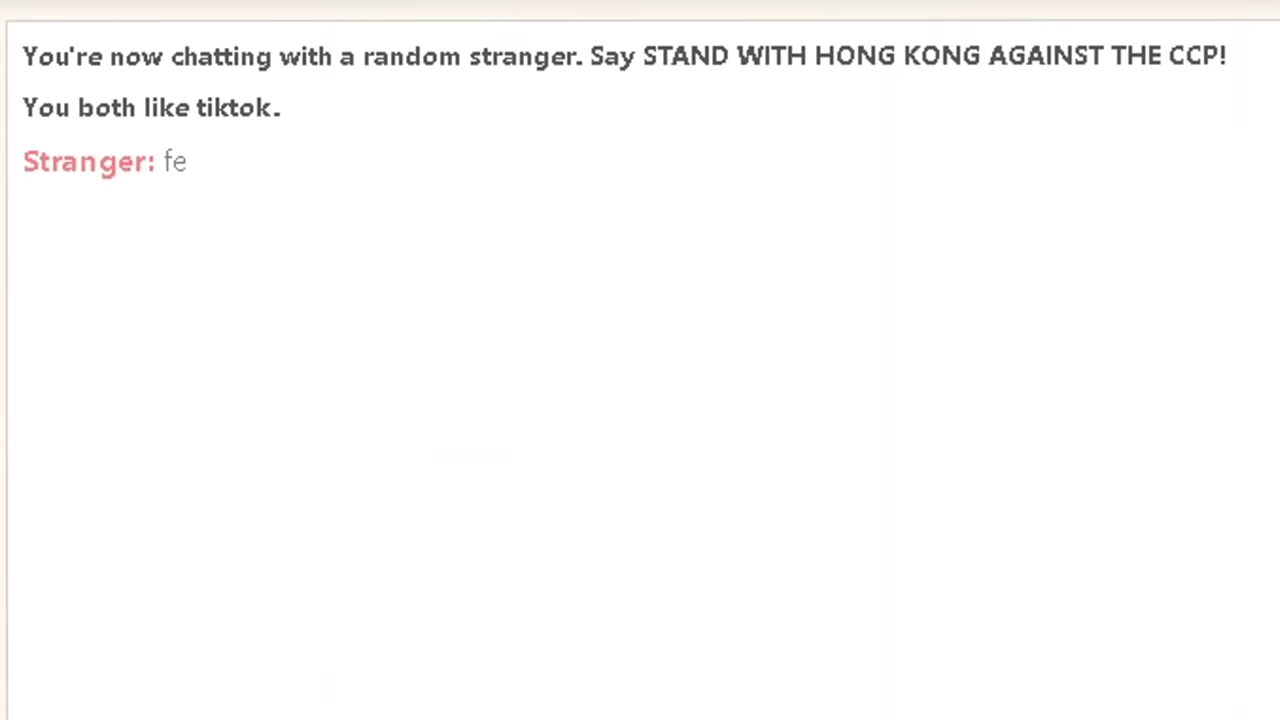 You're now chatting with a random stranger. Say STAND WITH HONG KONG AGAINST THE CCP!
You both like tiktok.
Stranger: fe